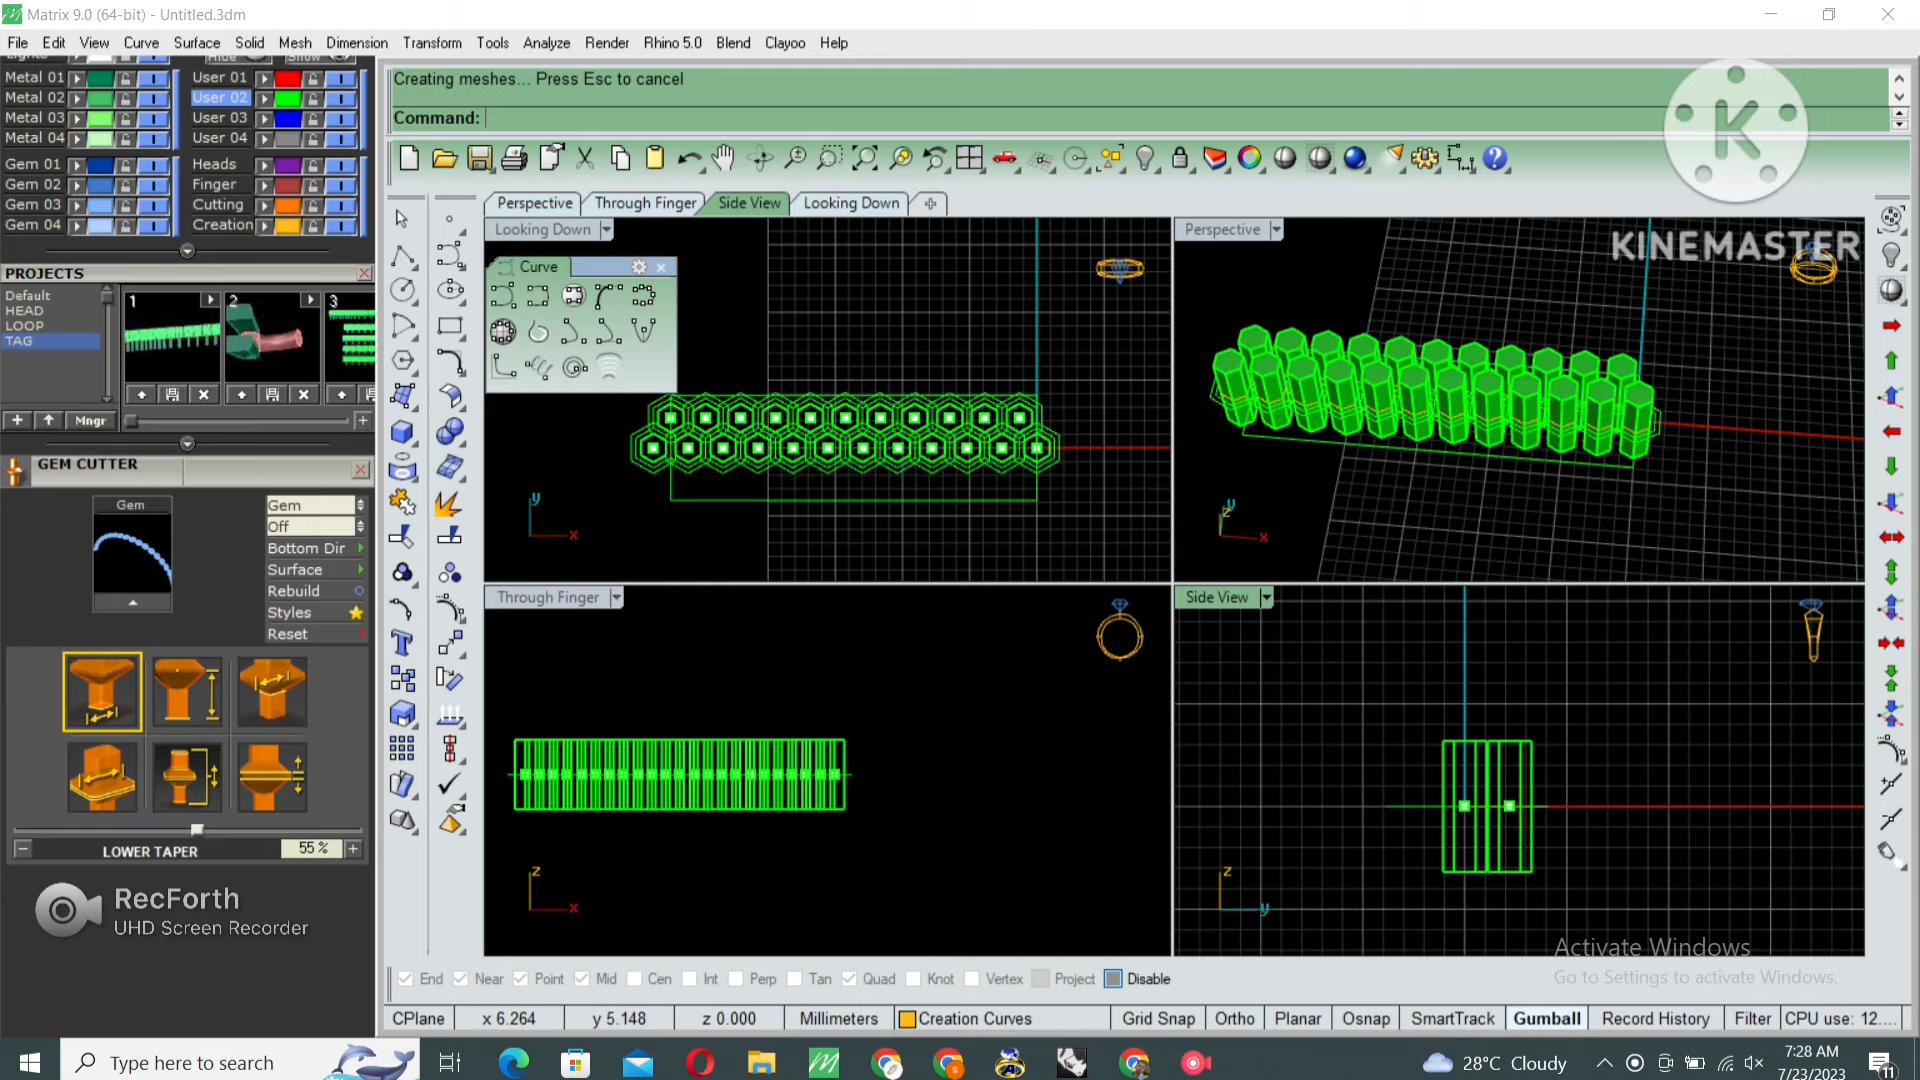 Matrix 9.0 (64-bit) - Untitled.3dm
File Edit View Curve Surface Solid Mesh Dimension Transform Tools Analyze Render Rhino 5.0 Blend Clayoo Help
Creating meshes... Press Esc to cancel
Command:
Metal 01 User 01
Metal 02 User 02
Metal 03 User 03
Metal 04 User 04
Gem 01 Heads
Gem 02 Finger
Gem 03 Cutting
Gem 04 Creation
K
KINEMASTER
Perspective Through Finger Side View Looking Down
Looking Down
Perspective
Curve
PROJECTS
Default
HEAD
LOOP
TAG
1 2 3
Mngr
GEM CUTTER
Gem
Gem
Off
Bottom Dir
Surface
Rebuild
Styles
Reset
y
x
y
z
x
Through Finger
Side View
LOWER TAPER 55 %
z
x
z
y
RecForth
UHD Screen Recorder
Activate Windows
Go to Settings to activate Windows.
End Near Point Mid Cen Int Perp Tan Quad Knot Vertex Project Disable
CPlane x 6.264 y 5.148 z 0.000 Millimeters Creation Curves Grid Snap Ortho Planar Osnap SmartTrack Gumball Record History Filter CPU use: 12....
Type here to search
28°C Cloudy
7:28 AM
7/23/2023
11